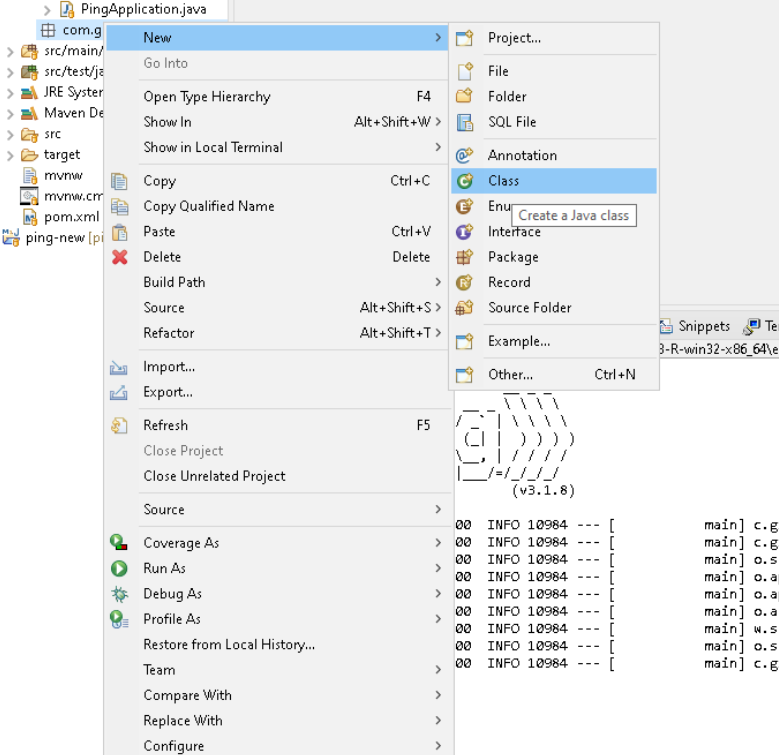 PingApplication.java
com.g
src/main/
src/test/ja
JRE System
Maven De
src
target
mvnw
mvnw.cm
pom.xml
ping-new [pi
New
Go Into
Open Type Hierarchy F4
Show In Alt+Shift+W
Show in Local Terminal
Copy Ctrl+C
Copy Qualified Name
Paste Ctrl+V
Delete Delete
Build Path
Source Alt+Shift+S
Refactor Alt+Shift+T
Import...
Export...
Refresh F5
Close Project
Close Unrelated Project
Source
Coverage As
Run As
Debug As
Profile As
Restore from Local History...
Team
Compare With
Replace With
Configure
Project...
File
Folder
SQL File
Annotation
Class
Enu
Create a Java class
Interface
Package
Record
Source Folder
Example...
Other... Ctrl+N
Snippets Te
3-R-win32-x86_64\e
(v3.1.8)
00 INFO 10984 --- [ main] c.g
00 INFO 10984 --- [ main] c.g
00 INFO 10984 --- [ main] o.s
00 INFO 10984 --- [ main] o.a
00 INFO 10984 --- [ main] o.a
00 INFO 10984 --- [ main] o.a
00 INFO 10984 --- [ main] w.s
00 INFO 10984 --- [ main] o.s
00 INFO 10984 --- [ main] c.g